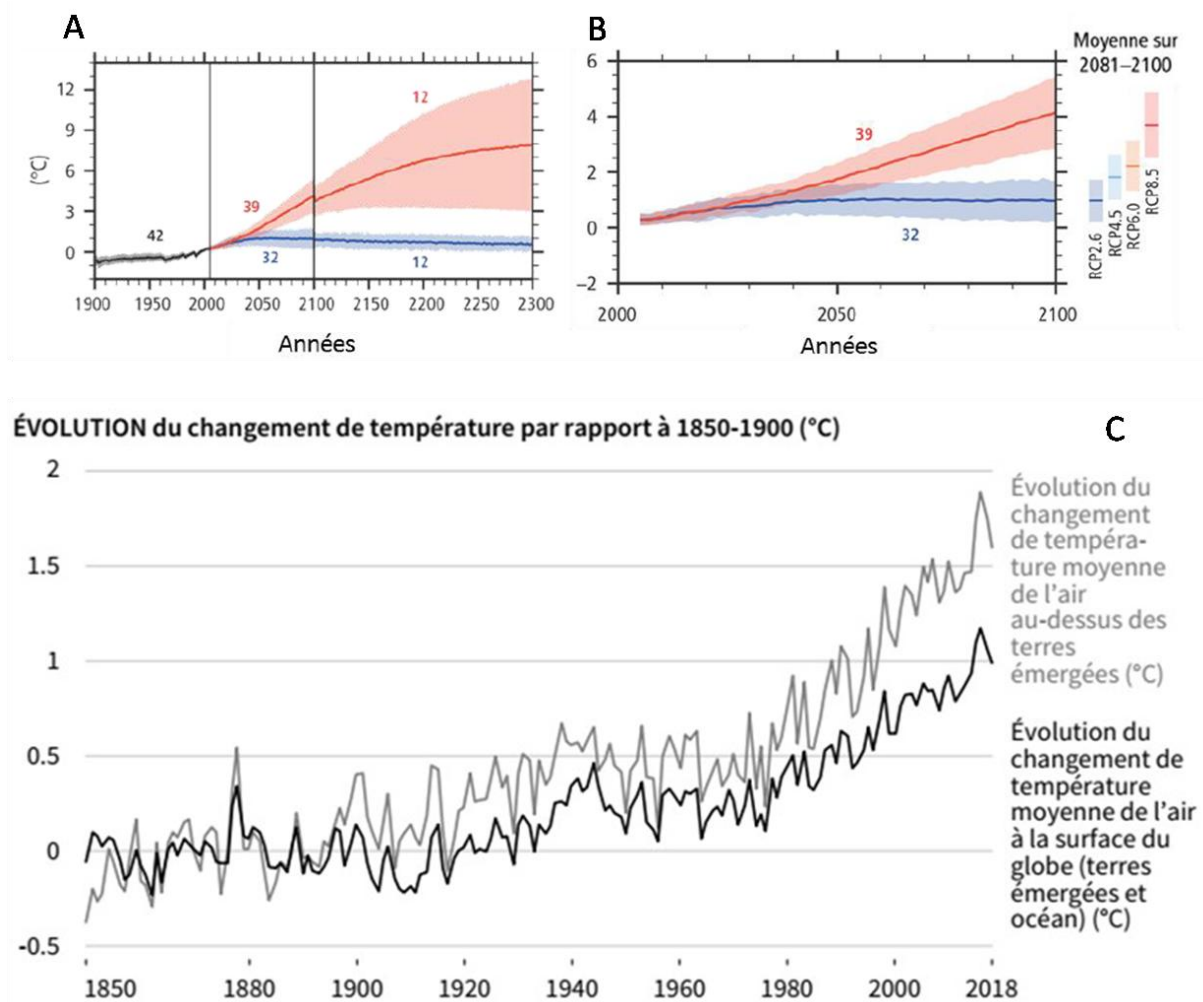 A
12
9
6
3
0
(°C)
42
39
32
12
12
1900 1950 2000 2050 2100 2150 2200 2250 2300
Années
B
6
4
2
0
−2
39
32
2000 2050 2100
Années
Moyenne sur
2081–2100
RCP2.6
RCP4.5
RCP6.0
RCP8.5
ÉVOLUTION du changement de température par rapport à 1850-1900 (°C)
C
2
1.5
1
0.5
0
-0.5
1850 1880 1900 1920 1940 1960 1980 2000 2018
Évolution du
changement
de tempéra-
ture moyenne
de l’air
au-dessus des
terres
émergées (°C)
Évolution du
changement de
température
moyenne de l’air
à la surface du
globe (terres
émergées et
océan) (°C)